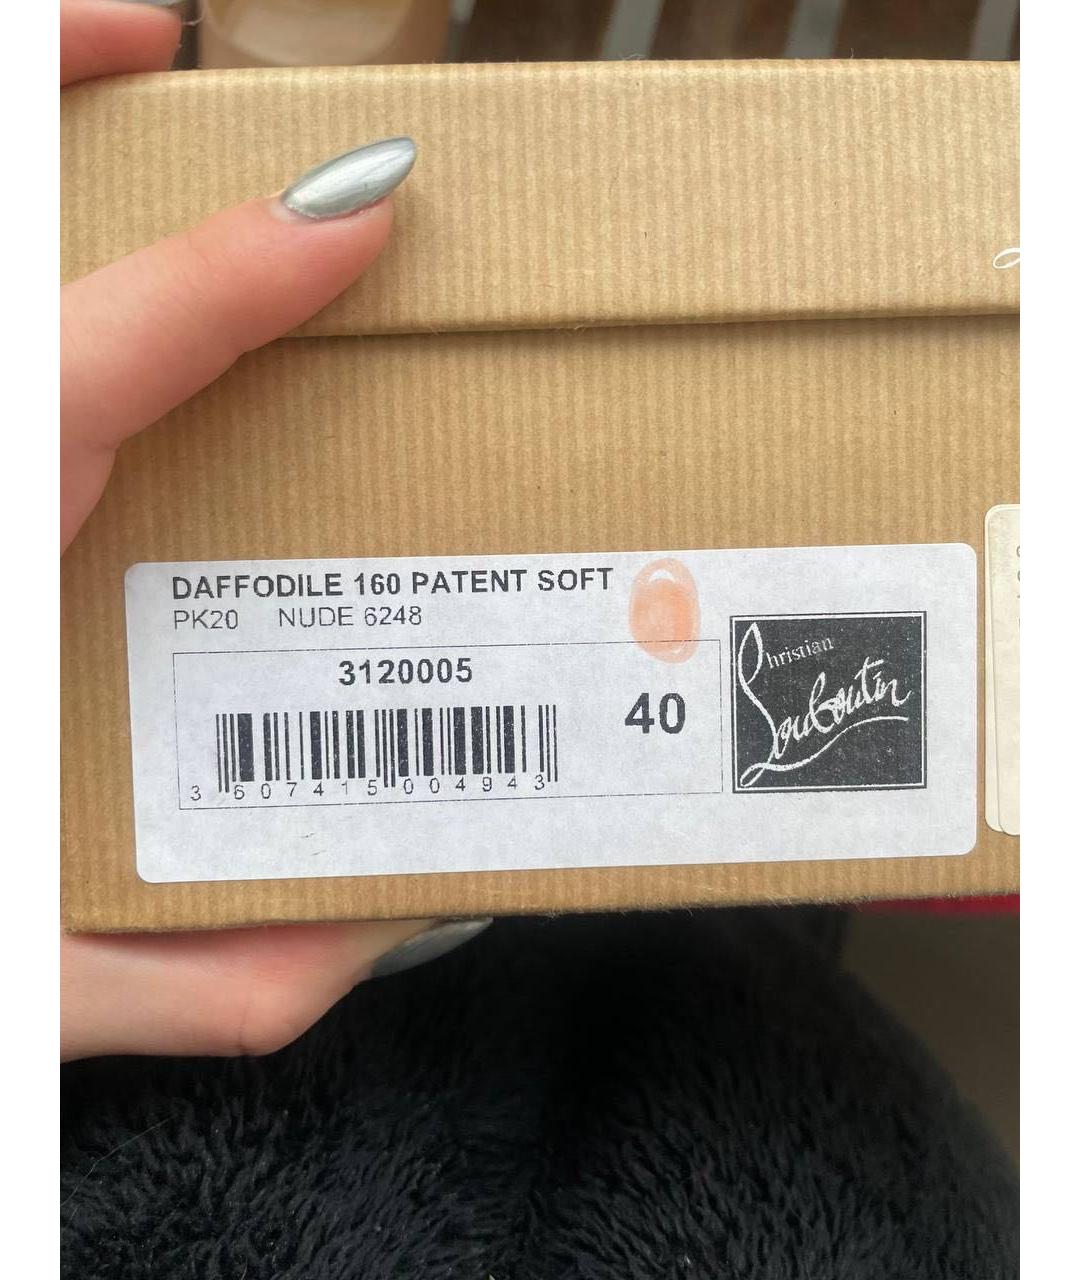 DAFFODILE 160 PATENT SOFT
PK20 NUDE 6248
3120005
40
3 607415 004943
Christian
Louboutin